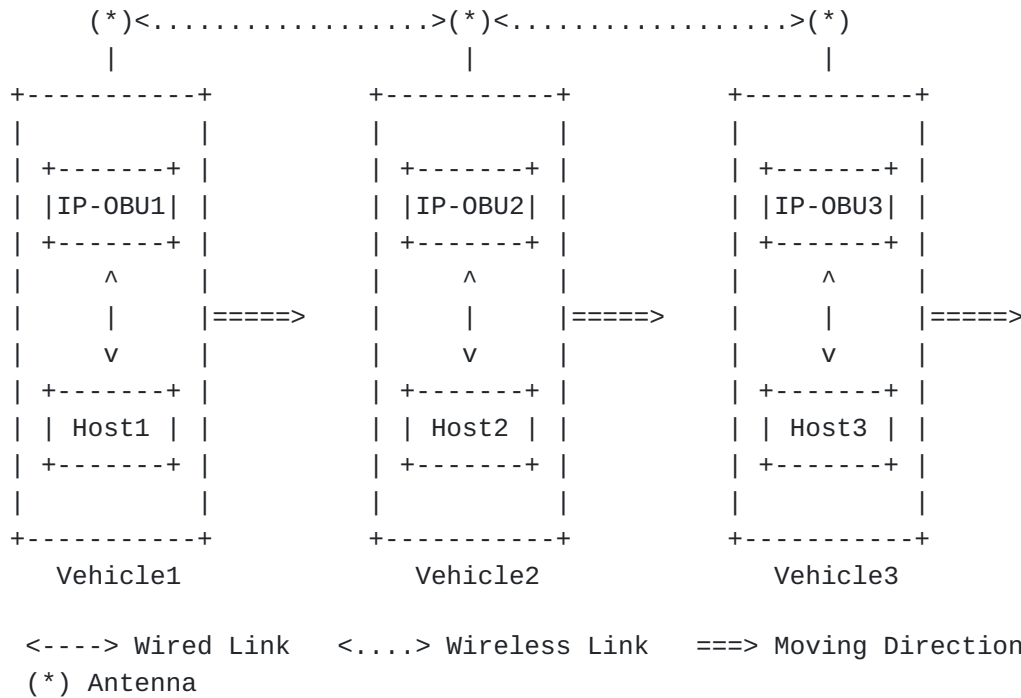 (*)<..................>(*)<..................>(*)
IP-OBU1 IP-OBU2 IP-OBU3
=====> =====> =====>
Host1 Host2 Host3
Vehicle1 Vehicle2 Vehicle3
<----> Wired Link <....> Wireless Link ===> Moving Direction
(*) Antenna